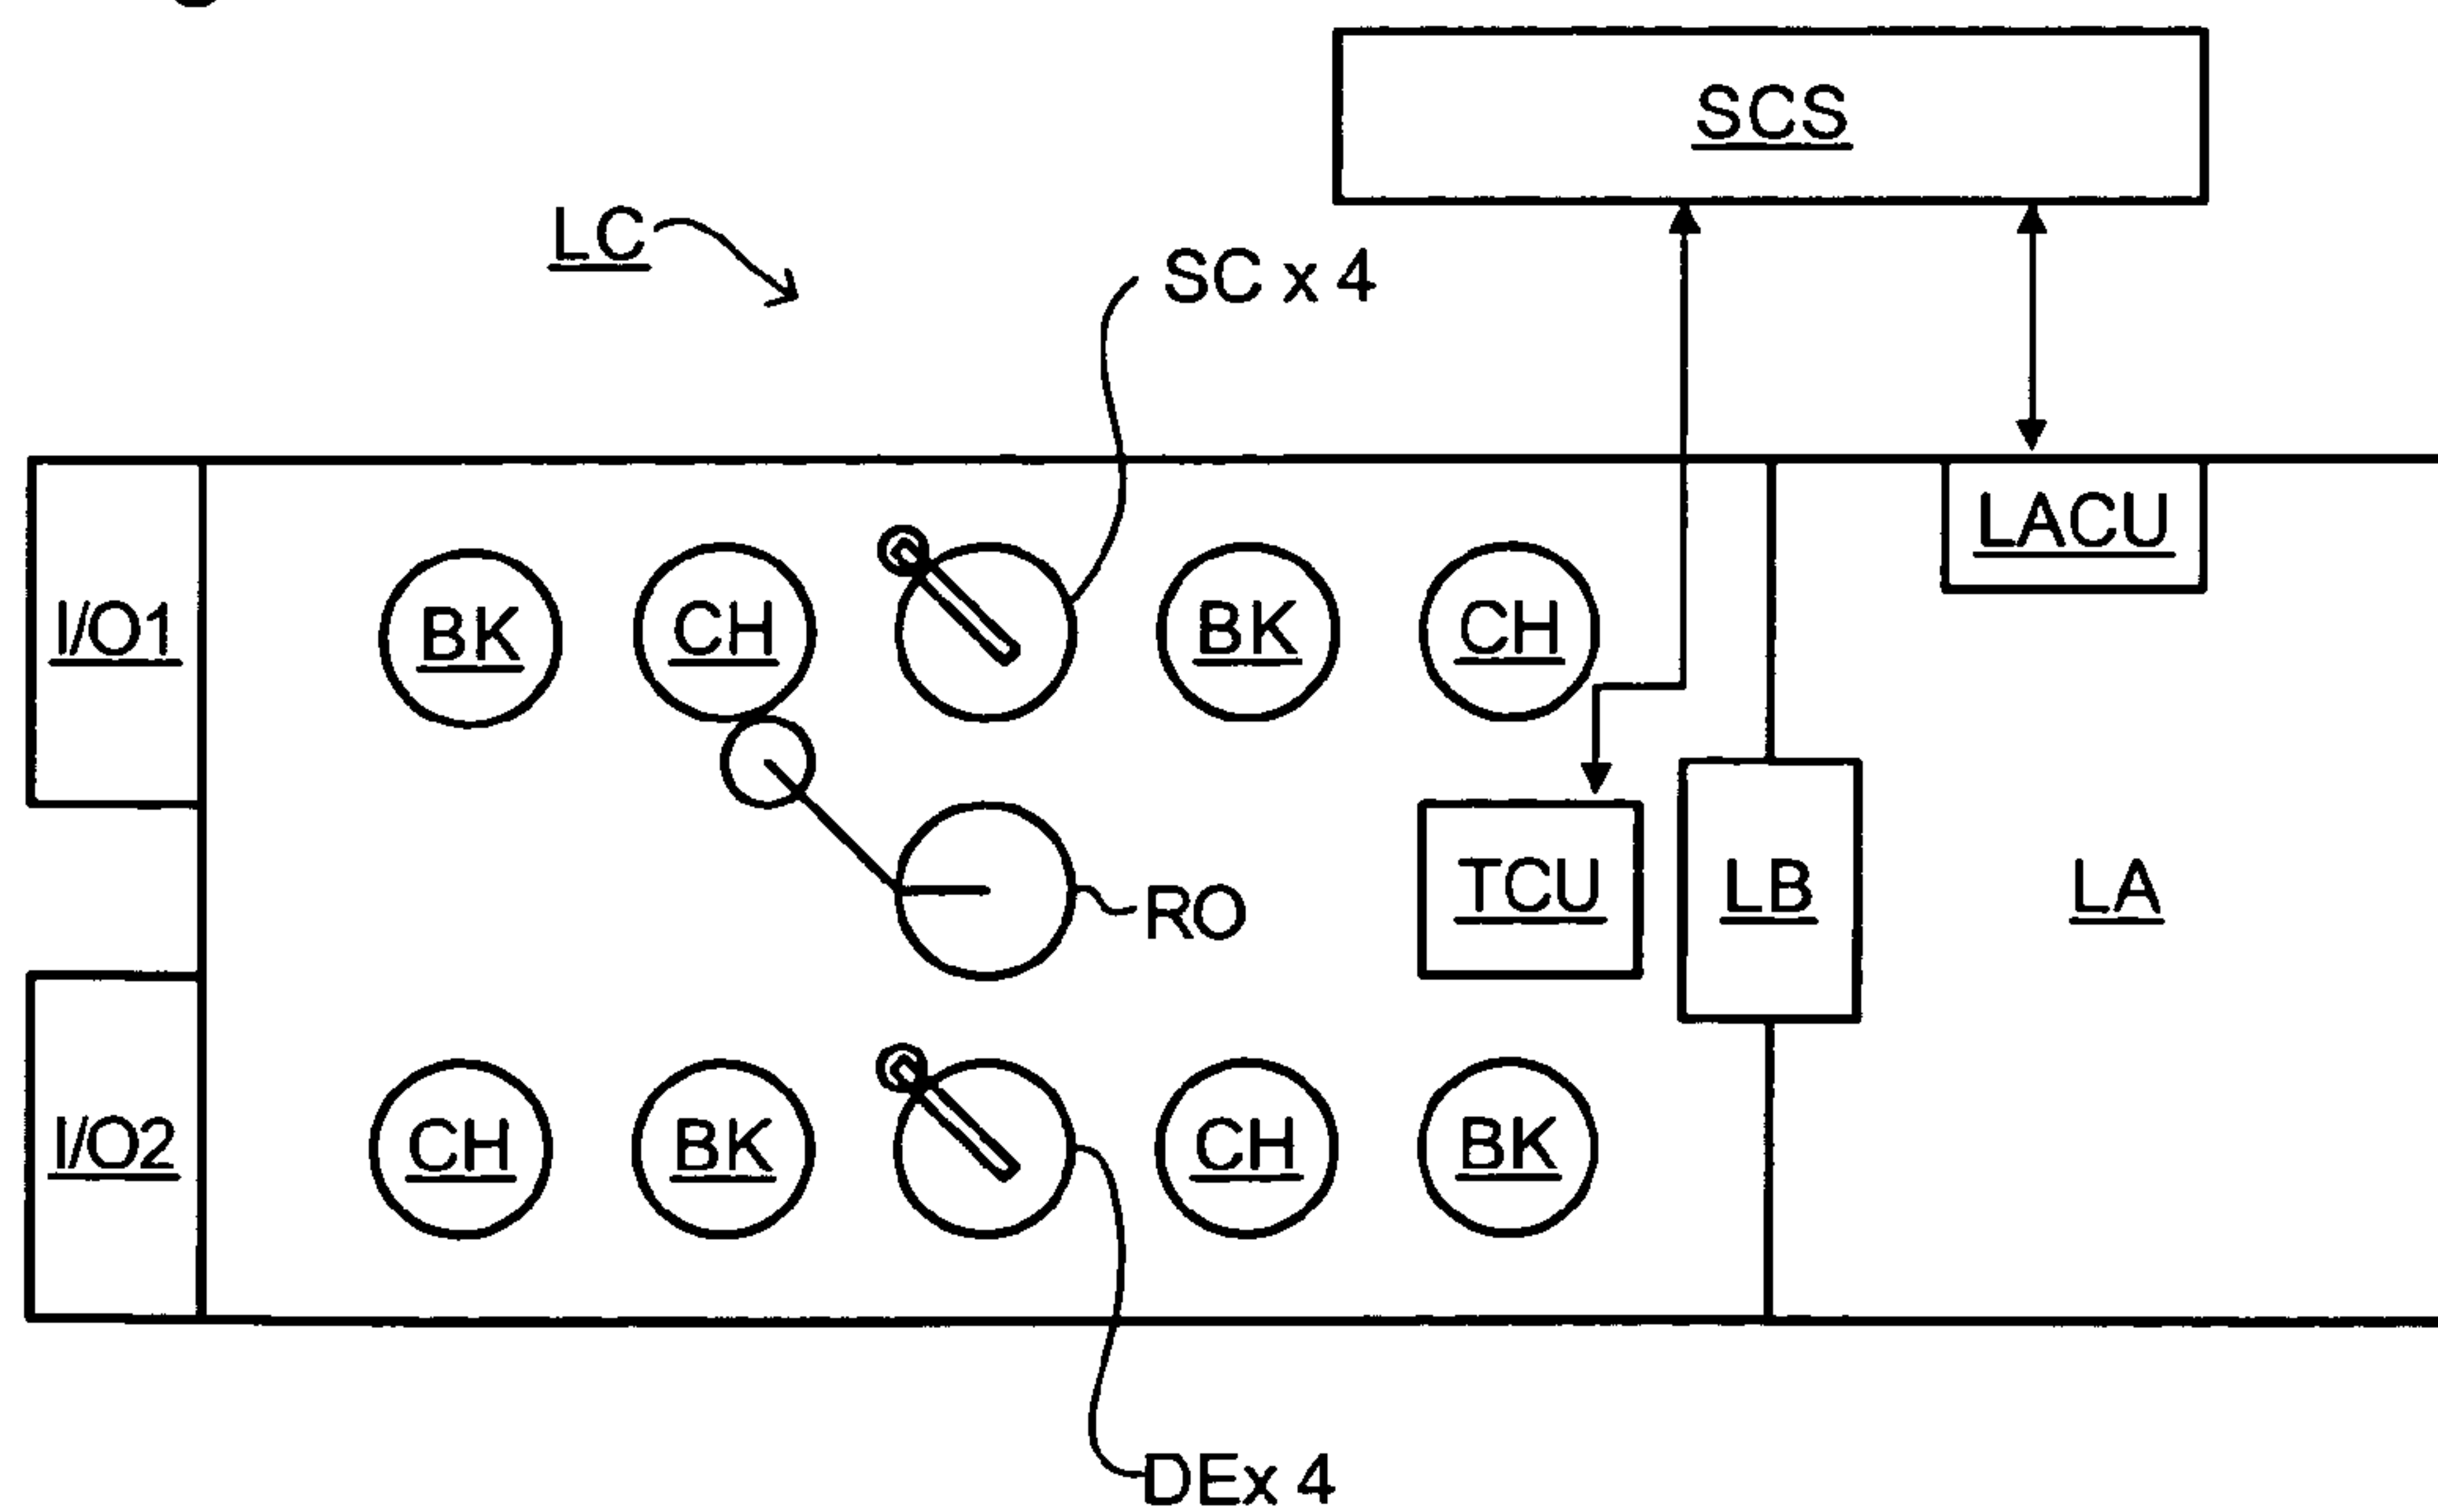 SCS
LC
SC x 4
LACU
I/O1
BK
CH
BK
CH
RO
TCU
LB
LA
I/O2
CH
BK
CH
BK
DEx 4